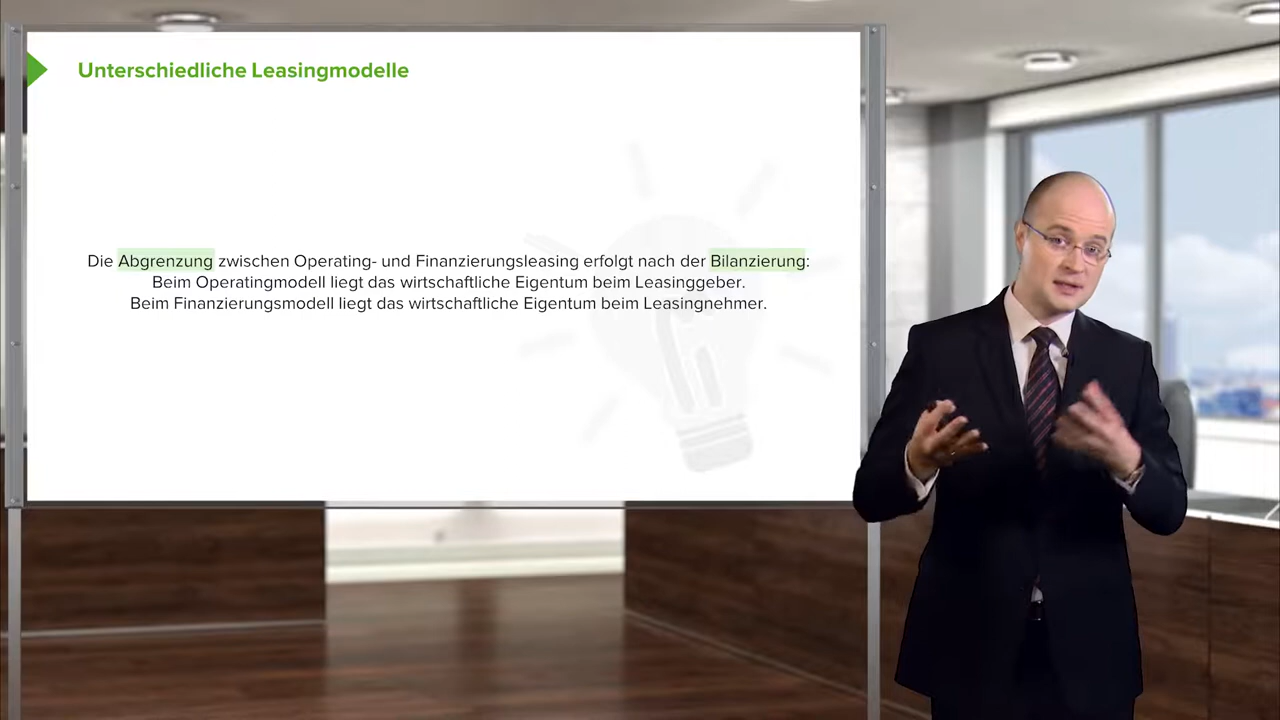 Unterschiedliche Leasingmodelle
Die Abgrenzung zwischen Operating- und Finanzierungsleasing erfolgt nach der Bilanzierung:
Beim Operatingmodell liegt das wirtschaftliche Eigentum beim Leasinggeber.
Beim Finanzierungsmodell liegt das wirtschaftliche Eigentum beim Leasingnehmer.